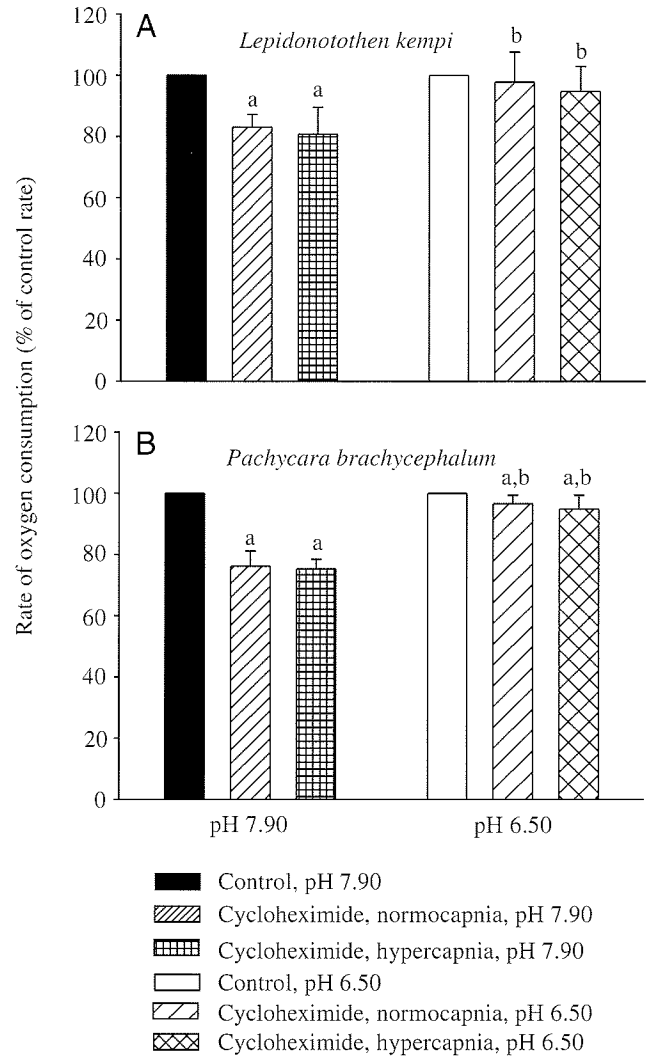 A
Lepidonotothen kempi
120
100
80
60
40
20
0
a
a
b
b
Rate of oxygen consumption (% of control rate)
B
Pachycara brachycephalum
120
100
80
60
40
20
0
a
a
a,b
a,b
pH 7.90
pH 6.50
Control, pH 7.90
Cycloheximide, normocapnia, pH 7.90
Cycloheximide, hypercapnia, pH 7.90
Control, pH 6.50
Cycloheximide, normocapnia, pH 6.50
Cycloheximide, hypercapnia, pH 6.50